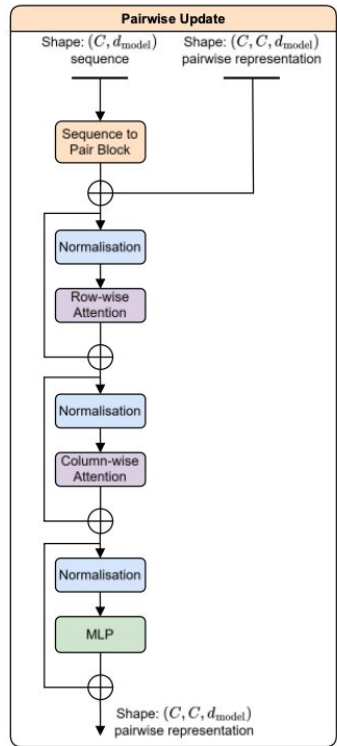 Pairwise Update
Shape: (C, d_model)
sequence
Shape: (C, C, d_model)
pairwise representation
Sequence to
Pair Block
Normalisation
Row-wise
Attention
Normalisation
Column-wise
Attention
Normalisation
MLP
Shape: (C, C, d_model)
pairwise representation